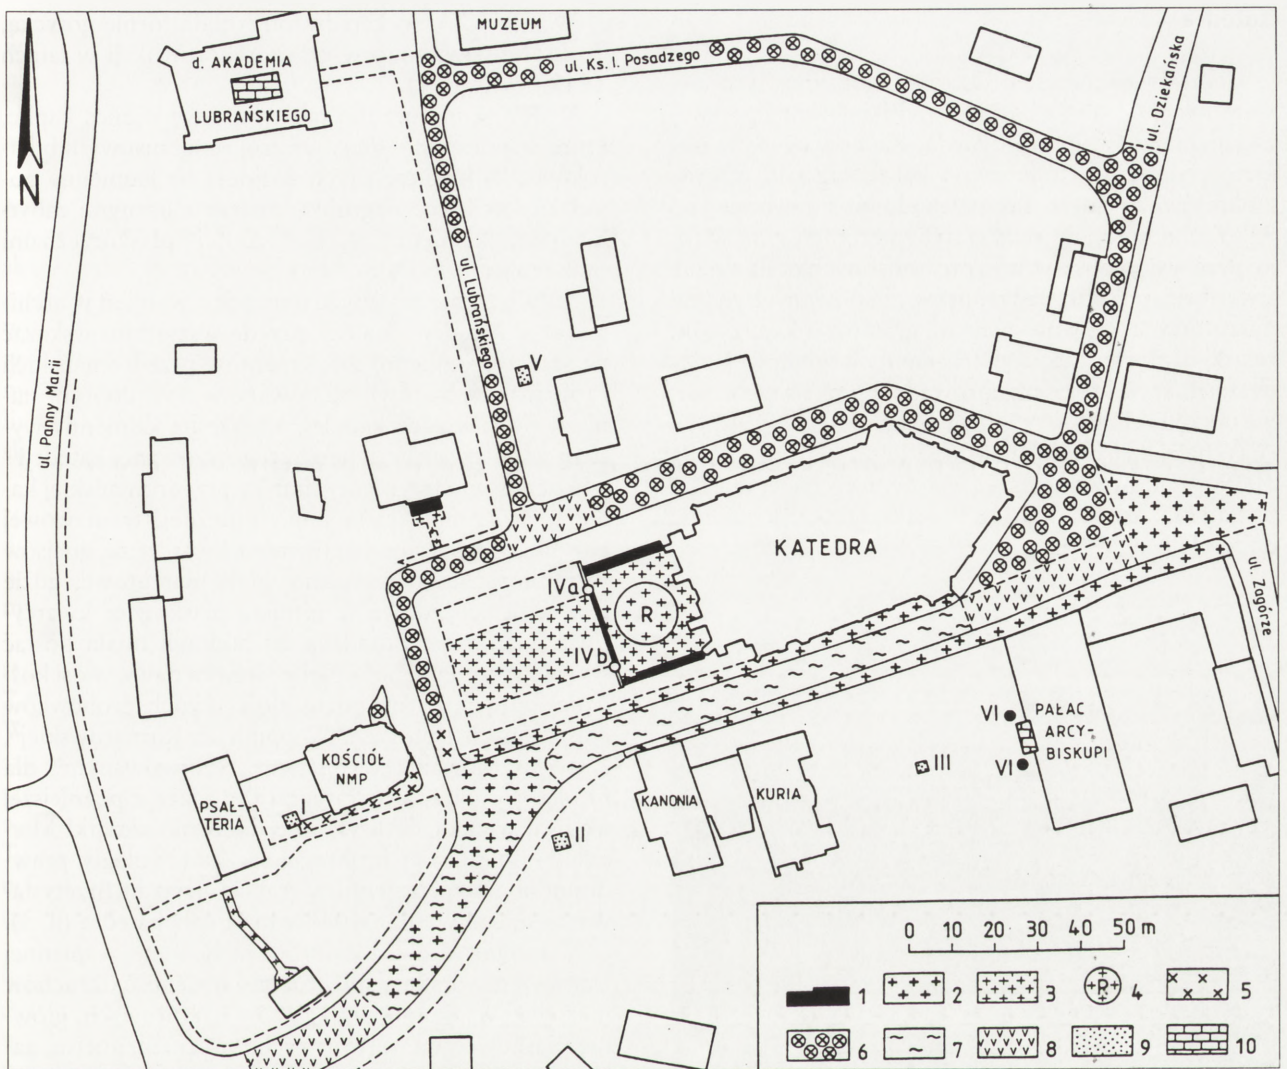 MUZEUM
d. AKADEMIA
LUBRAŃSKIEGO
N
ul. Ks. I. Posadzego
ul. Dziekańska
ul. Lubrańskiego
ul. Panny Marii
V
KATEDRA
IVa
R
IVb
ul. Zagórze
KOŚCIÓŁ
NMP
PSAŁ-
TERIA
I
II
III
KANONIA
KURIA
VI
PAŁAC
ARCY-
BISKUPI
VI
0 10 20 30 40 50 m
1 2 3 R 4 5
6 7 8 9 10